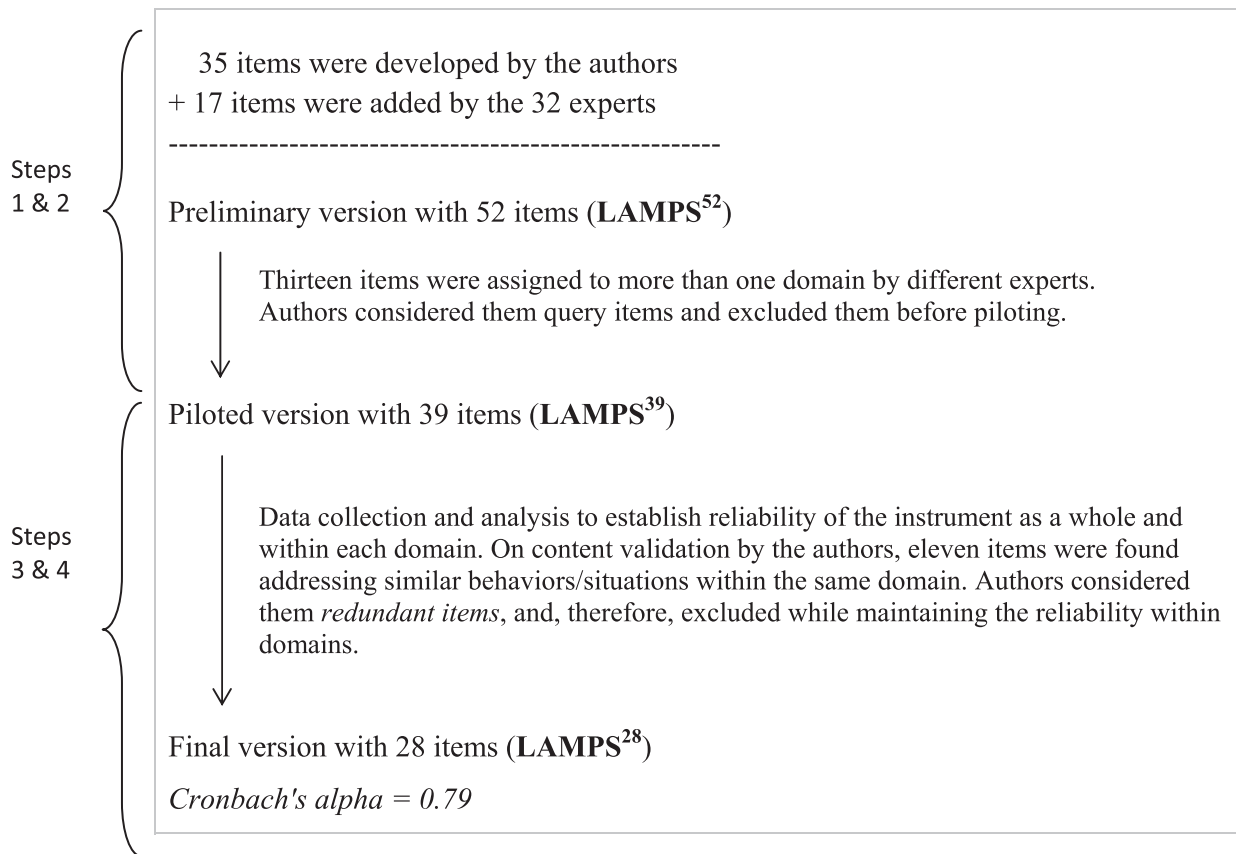 35 items were developed by the authors
+ 17 items were added by the 32 experts
-------------------------------------------------------
Steps
1 & 2
Preliminary version with 52 items (LAMPS52)
Thirteen items were assigned to more than one domain by different experts.
Authors considered them query items and excluded them before piloting.
Piloted version with 39 items (LAMPS39)
Steps
3 & 4
Data collection and analysis to establish reliability of the instrument as a whole and
within each domain. On content validation by the authors, eleven items were found
addressing similar behaviors/situations within the same domain. Authors considered
them redundant items, and, therefore, excluded while maintaining the reliability within
domains.
Final version with 28 items (LAMPS28)
Cronbach's alpha = 0.79